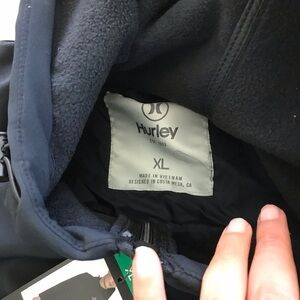 Hurley
XL
MADE IN VIETNAM
DESIGNED IN COSTA MESA, CA